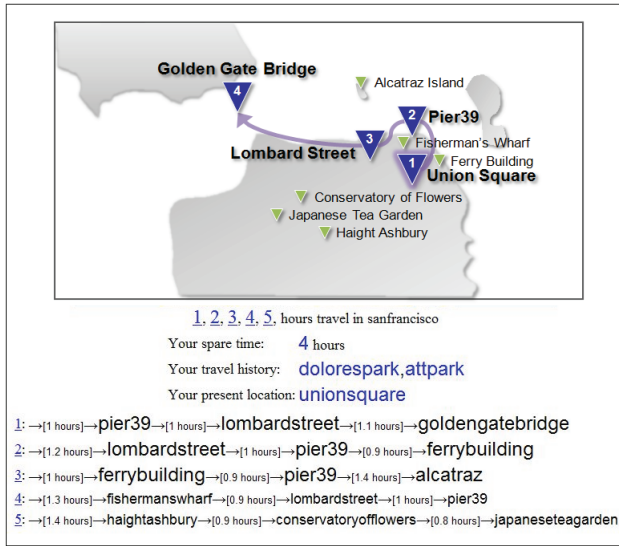 Golden Gate Bridge
4
Alcatraz Island
2
Pier39
3
Fisherman's Wharf
Lombard Street
1
Ferry Building
Union Square
Conservatory of Flowers
Japanese Tea Garden
Haight Ashbury
1, 2, 3, 4, 5, hours travel in sanfrancisco
Your spare time: 4 hours
Your travel history: dolorespark,attpark
Your present location: unionsquare
1: →[1 hours]→pier39→[1 hours]→lombardstreet→[1.1 hours]→goldengatebridge
2: →[1.2 hours]→lombardstreet→[1 hours]→pier39→[0.9 hours]→ferrybuilding
3: →[1 hours]→ferrybuilding→[0.9 hours]→pier39→[1.4 hours]→alcatraz
4: →[1.3 hours]→fishermanswharf→[0.9 hours]→lombardstreet→[1 hours]→pier39
5: →[1.4 hours]→haightashbury→[0.9 hours]→conservatoryofflowers→[0.8 hours]→japaneseteagarden